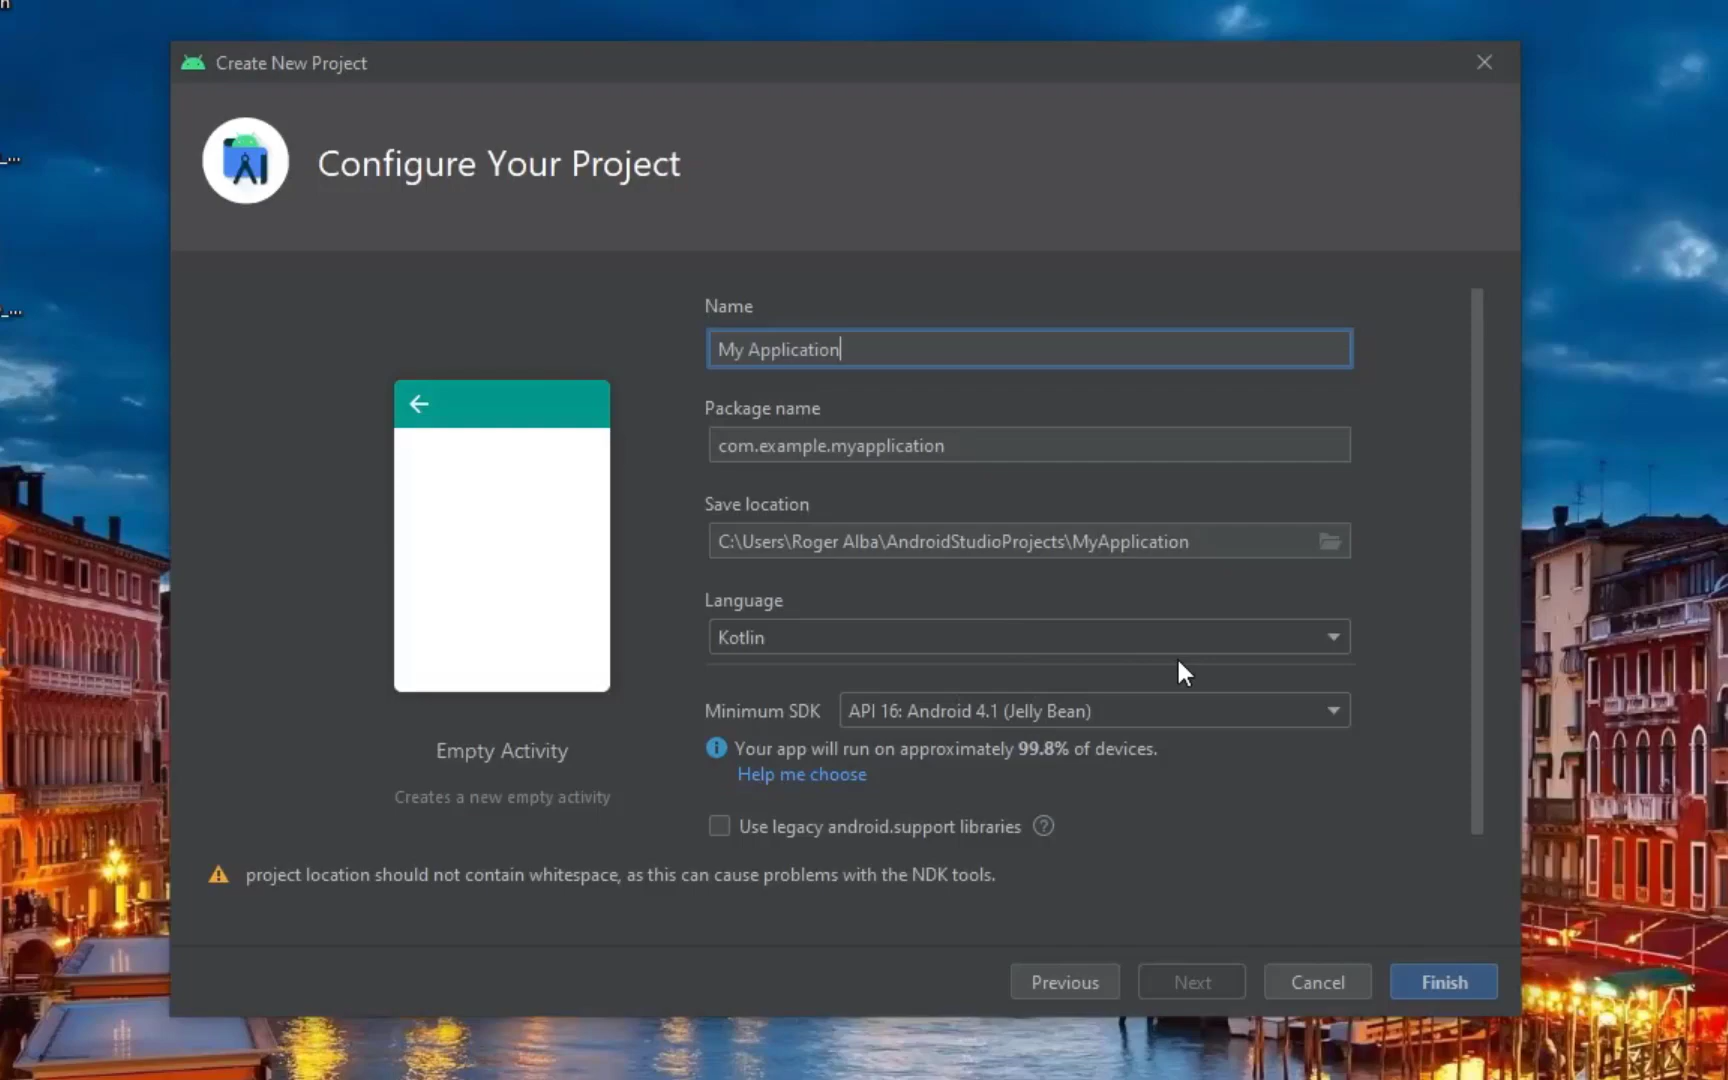 Create New Project
Configure Your Project
Name
My Application
Package name
com.example.myapplication
Save location
C:\Users\Roger Alba\AndroidStudioProjects\MyApplication
Language
Kotlin
Minimum SDK
API 16: Android 4.1 (Jelly Bean)
Your app will run on approximately 99.8% of devices.
Help me choose
Use legacy android.support libraries
Empty Activity
Creates a new empty activity
project location should not contain whitespace, as this can cause problems with the NDK tools.
Previous
Next
Cancel
Finish